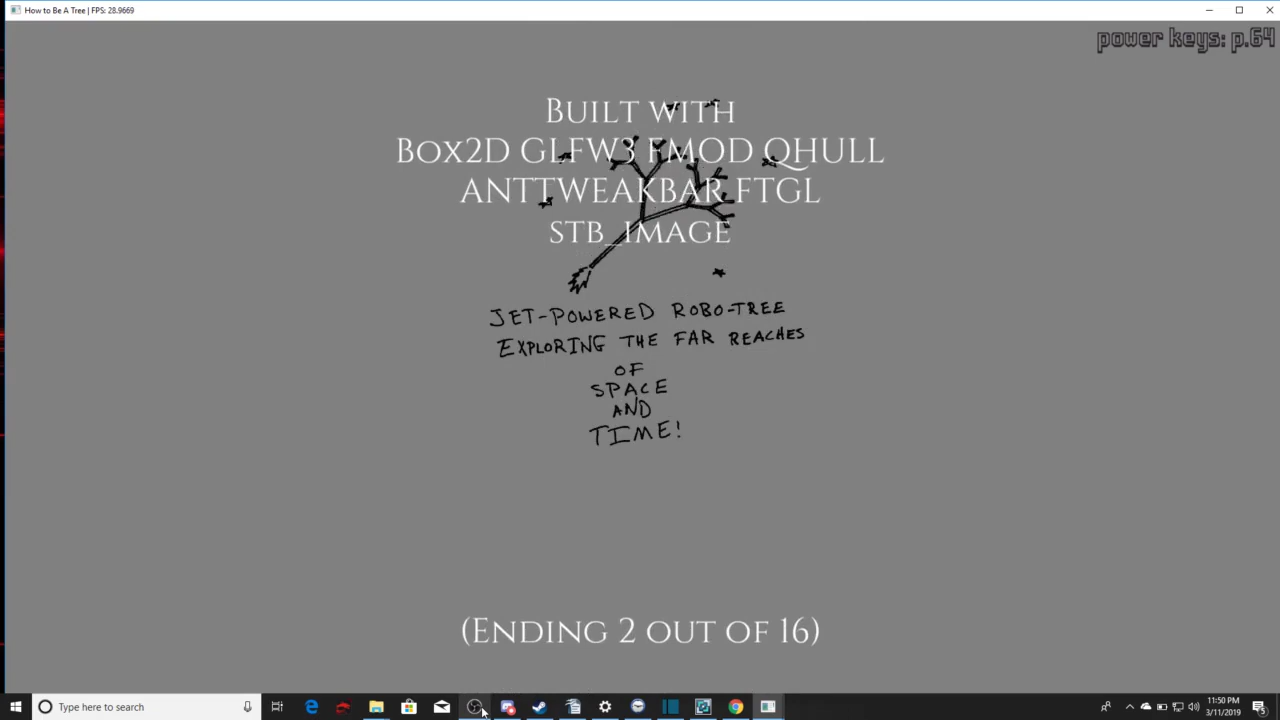 How to Be A Tree | FPS: 28.9669
power keys: p.64
Built with
Box2D GLFW3 FMOD QHULL
ANTTWEAKBAR FTGL
STB_IMAGE
JET-POWERED ROBO-TREE
EXPLORING THE FAR REACHES
OF
SPACE
AND
TIME!
(Ending 2 out of 16)
Type here to search
11:50 PM
3/11/2019
5